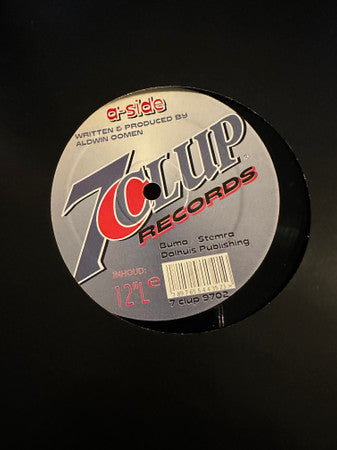 a-side
WRITTEN & PRODUCED BY
ALDWIN OOMEN
7 CLUP
RECORDS
Buma Stemra
Dalhuis Publishing
INHOUD:
12"L e
7 clup 9702